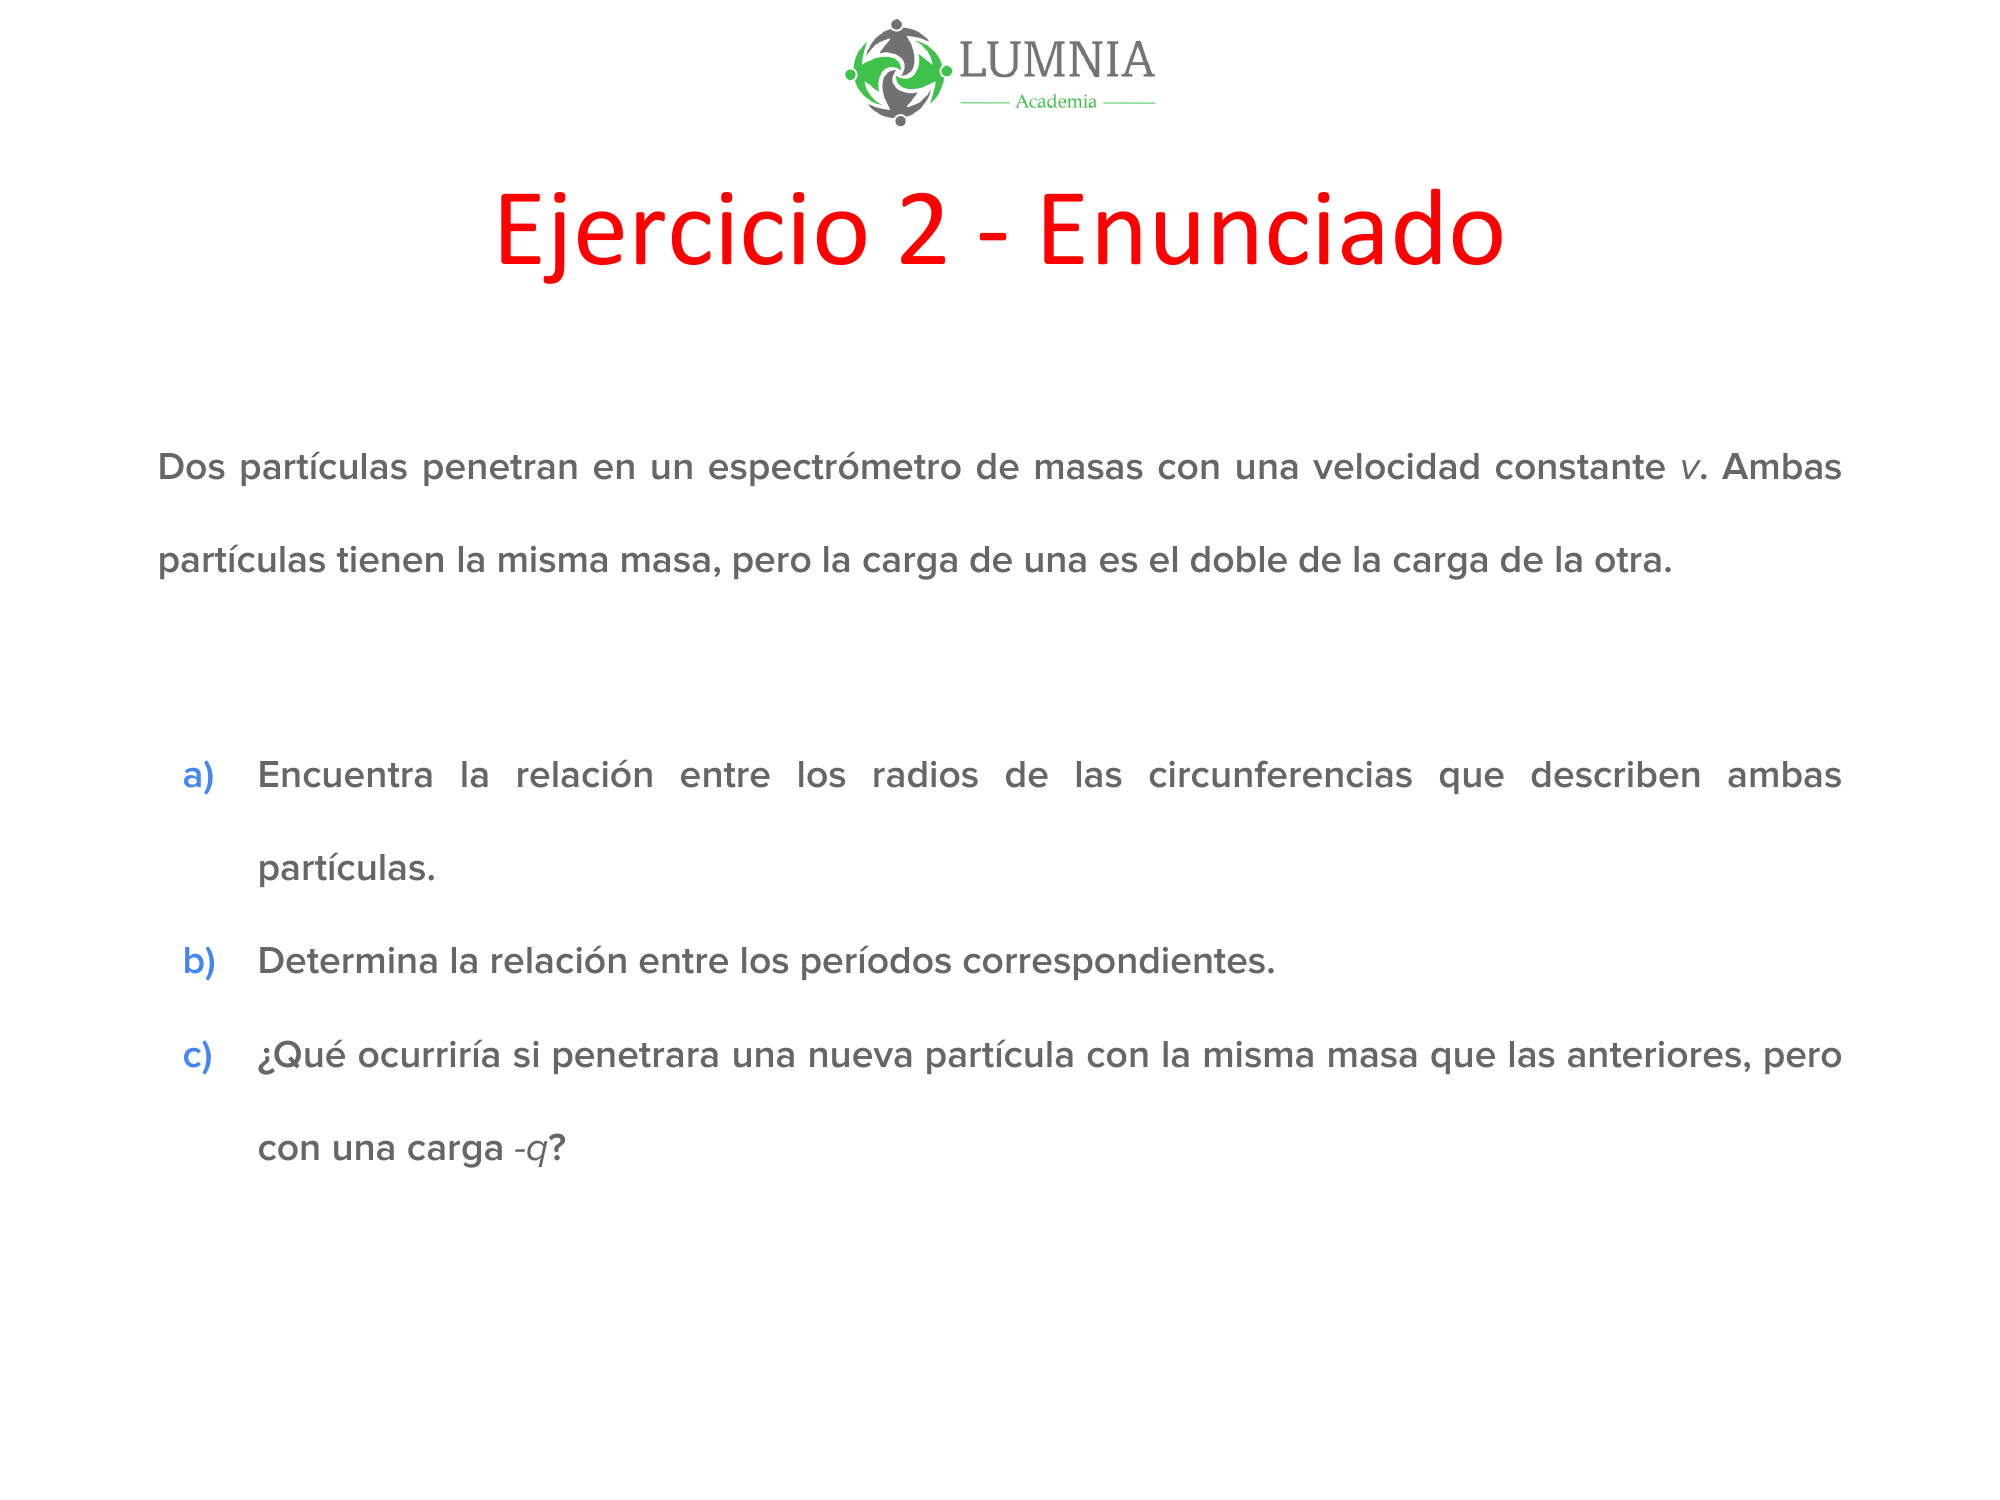 LUMNIA
Academia
Ejercicio 2 - Enunciado
Dos partículas penetran en un espectrómetro de masas con una velocidad constante v. Ambas
partículas tienen la misma masa, pero la carga de una es el doble de la carga de la otra.
a) Encuentra la relación entre los radios de las circunferencias que describen ambas
partículas.
b) Determina la relación entre los períodos correspondientes.
c) ¿Qué ocurriría si penetrara una nueva partícula con la misma masa que las anteriores, pero
con una carga -q?